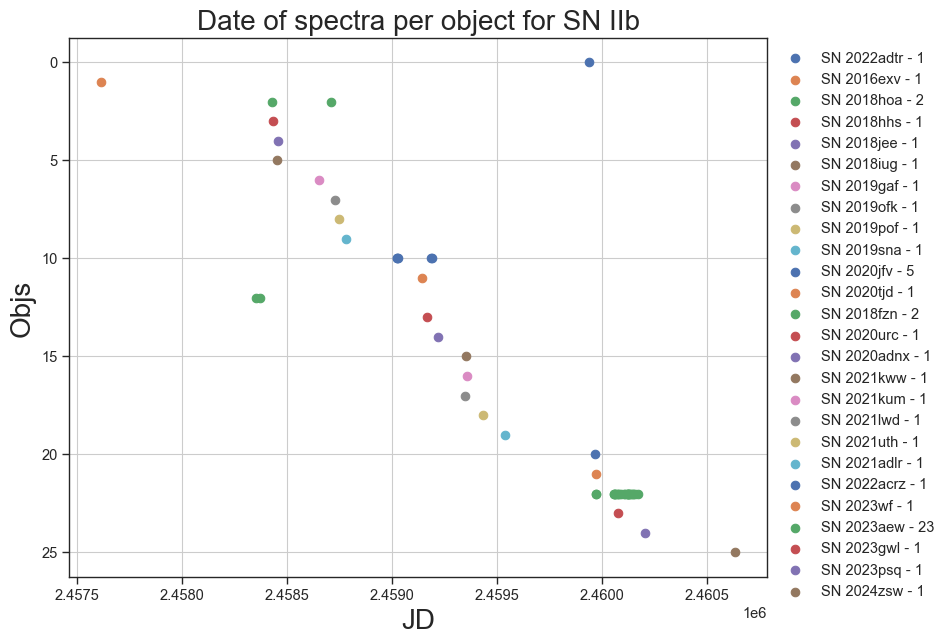 Date of spectra per object for SN IIb
0
5
10
15
20
25
Objs
2.4575
2.4580
2.4585
2.4590
2.4595
2.4600
2.4605
1e6
JD
SN 2022adtr - 1
SN 2016exv - 1
SN 2018hoa - 2
SN 2018hhs - 1
SN 2018jee - 1
SN 2018iug - 1
SN 2019gaf - 1
SN 2019ofk - 1
SN 2019pof - 1
SN 2019sna - 1
SN 2020jfv - 5
SN 2020tjd - 1
SN 2018fzn - 2
SN 2020urc - 1
SN 2020adnx - 1
SN 2021kww - 1
SN 2021kum - 1
SN 2021lwd - 1
SN 2021uth - 1
SN 2021adlr - 1
SN 2022acrz - 1
SN 2023wf - 1
SN 2023aew - 23
SN 2023gwl - 1
SN 2023psq - 1
SN 2024zsw - 1